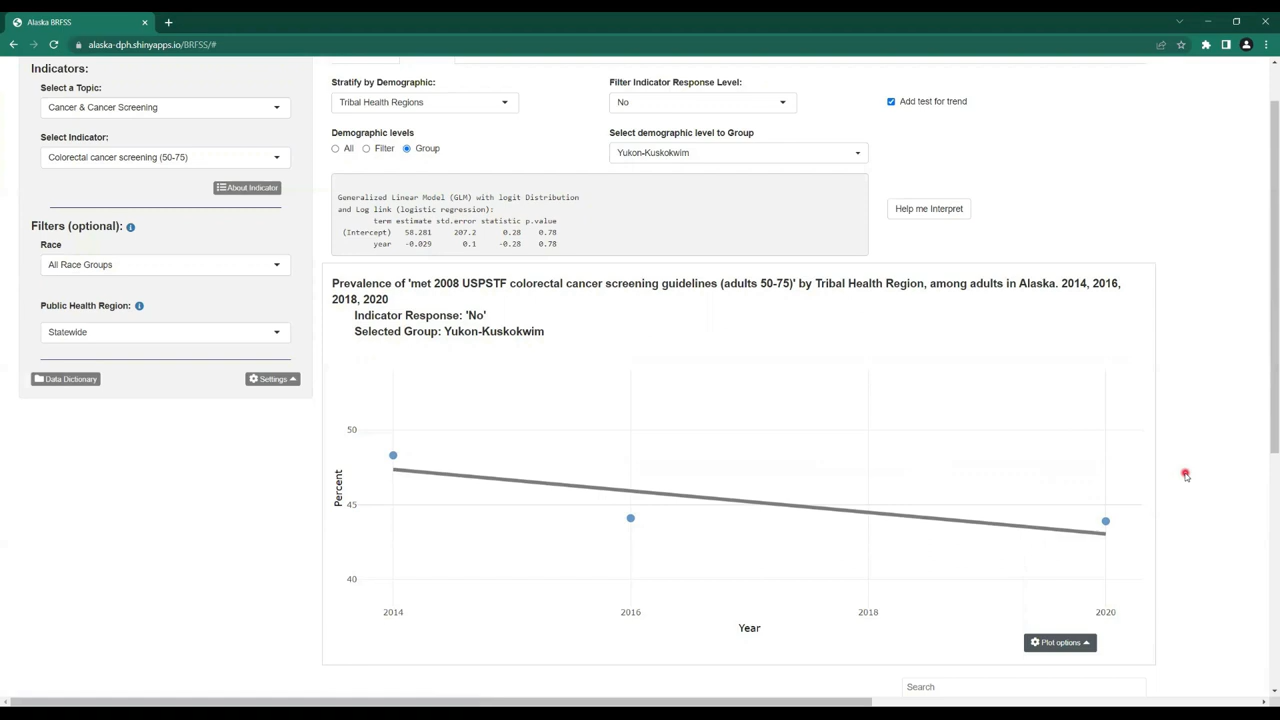 Alaska BRFSS
alaska-dph.shinyapps.io/BRFSS/#
Indicators:
Select a Topic:
Cancer & Cancer Screening
Select Indicator:
Colorectal cancer screening (50-75)
About Indicator
Filters (optional):
Race
All Race Groups
Public Health Region:
Statewide
Data Dictionary
Settings
Stratify by Demographic:
Tribal Health Regions
Filter Indicator Response Level:
No
Add test for trend
Demographic levels
All Filter Group
Select demographic level to Group
Yukon-Kuskokwim
Generalized Linear Model (GLM) with logit Distribution
and Log link (logistic regression):
term estimate std.error statistic p.value
(Intercept) 58.281 207.2 0.28 0.78
year -0.029 0.1 -0.28 0.78
Help me Interpret
Prevalence of 'met 2008 USPSTF colorectal cancer screening guidelines (adults 50-75)' by Tribal Health Region, among adults in Alaska. 2014, 2016,
2018, 2020
Indicator Response: 'No'
Selected Group: Yukon-Kuskokwim
50
45
40
Percent
2014 2016 2018 2020
Year
Plot options
Search